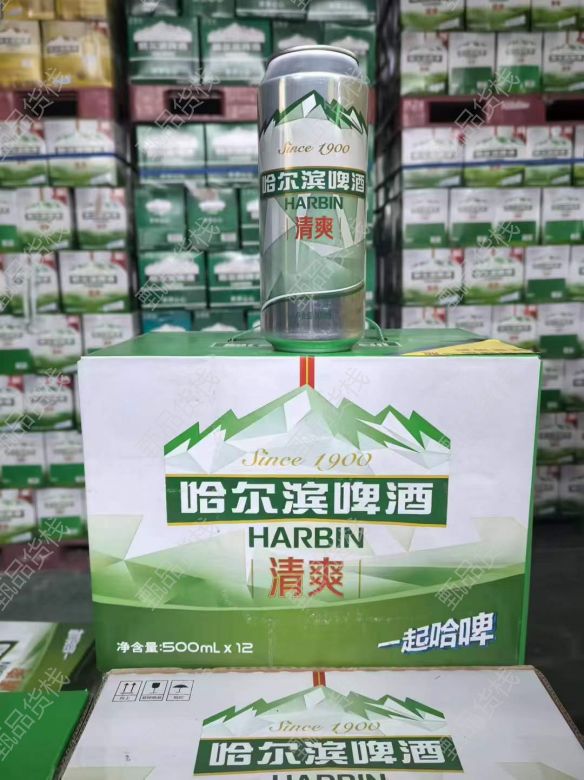 Since 1900
哈尔滨啤酒
HARBIN
清爽
Since 1900
哈尔滨啤酒
HARBIN
清爽
净含量:500mL x 12
一起哈啤
Since 1900
哈尔滨啤酒
HARBIN
甄品货栈